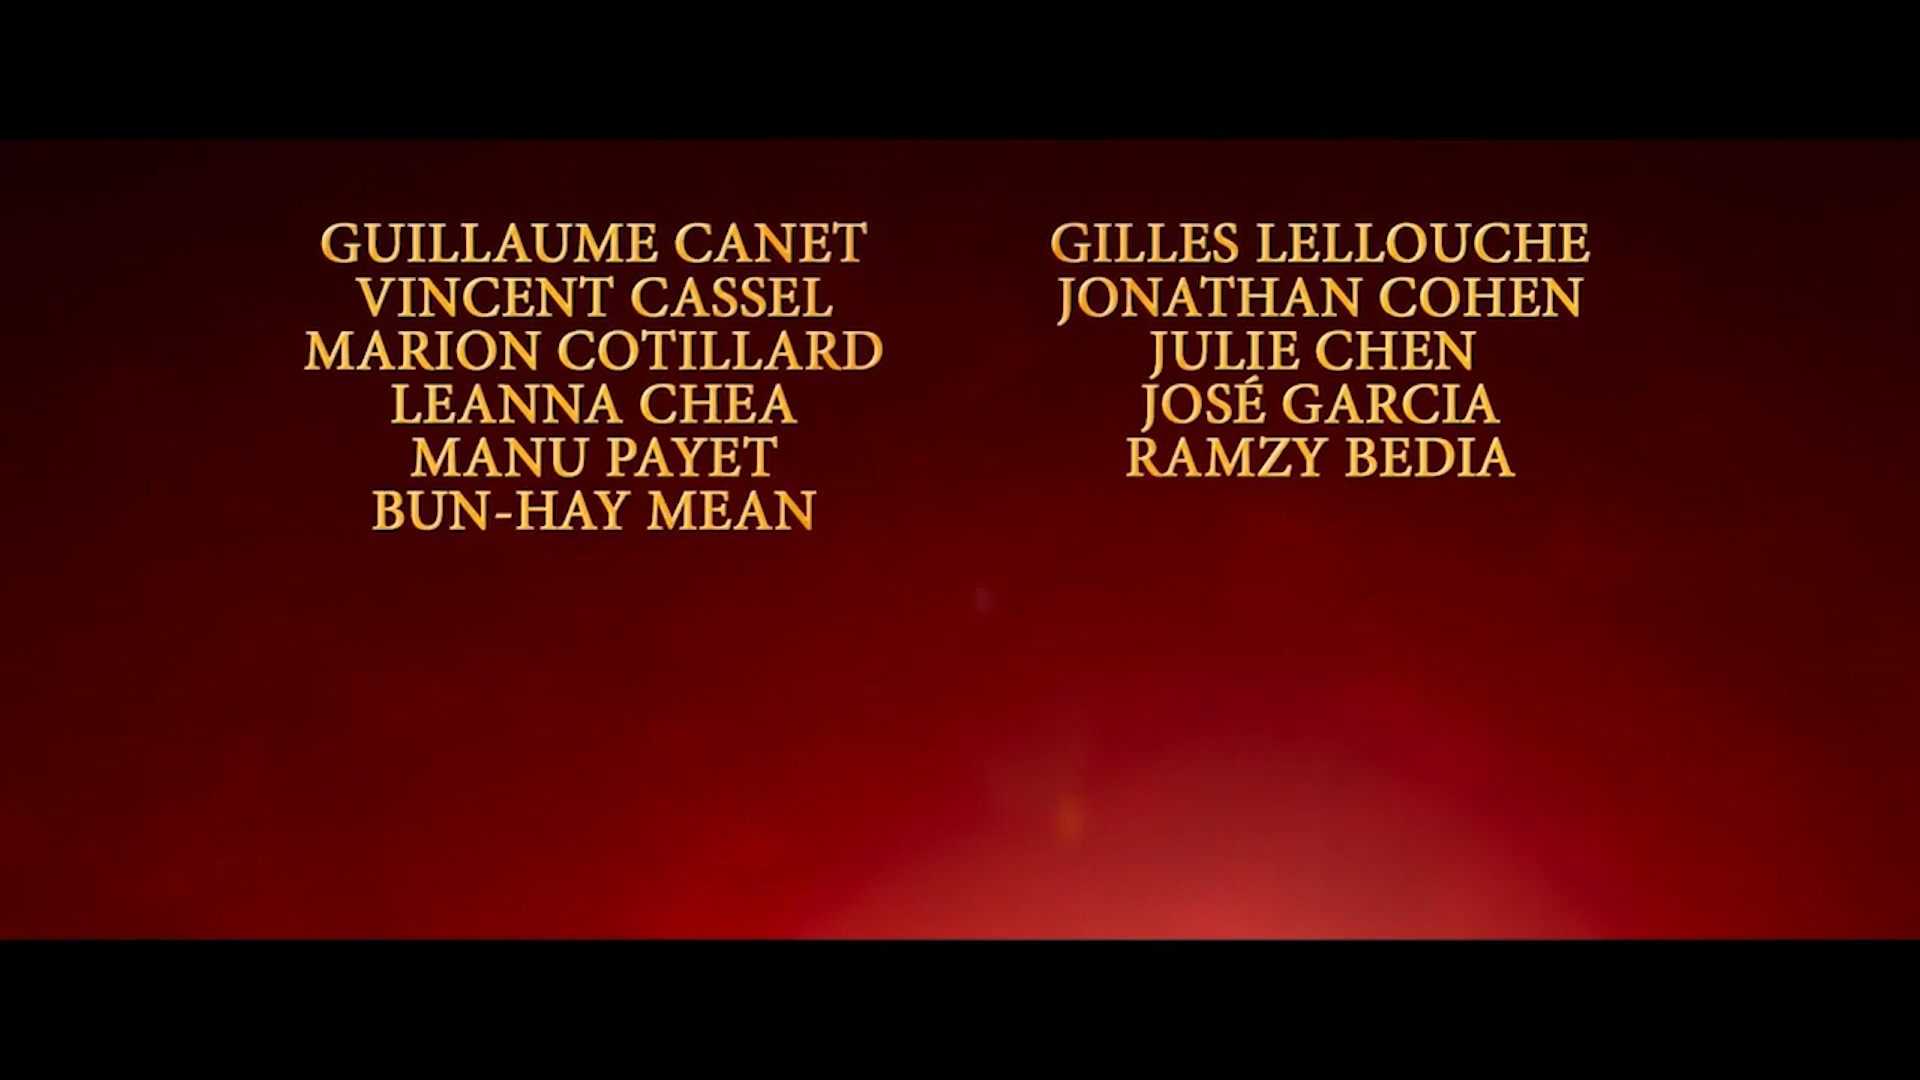 GUILLAUME CANET
VINCENT CASSEL
MARION COTILLARD
LEANNA CHEA
MANU PAYET
BUN-HAY MEAN
GILLES LELLOUCHE
JONATHAN COHEN
JULIE CHEN
JOSÉ GARCIA
RAMZY BEDIA